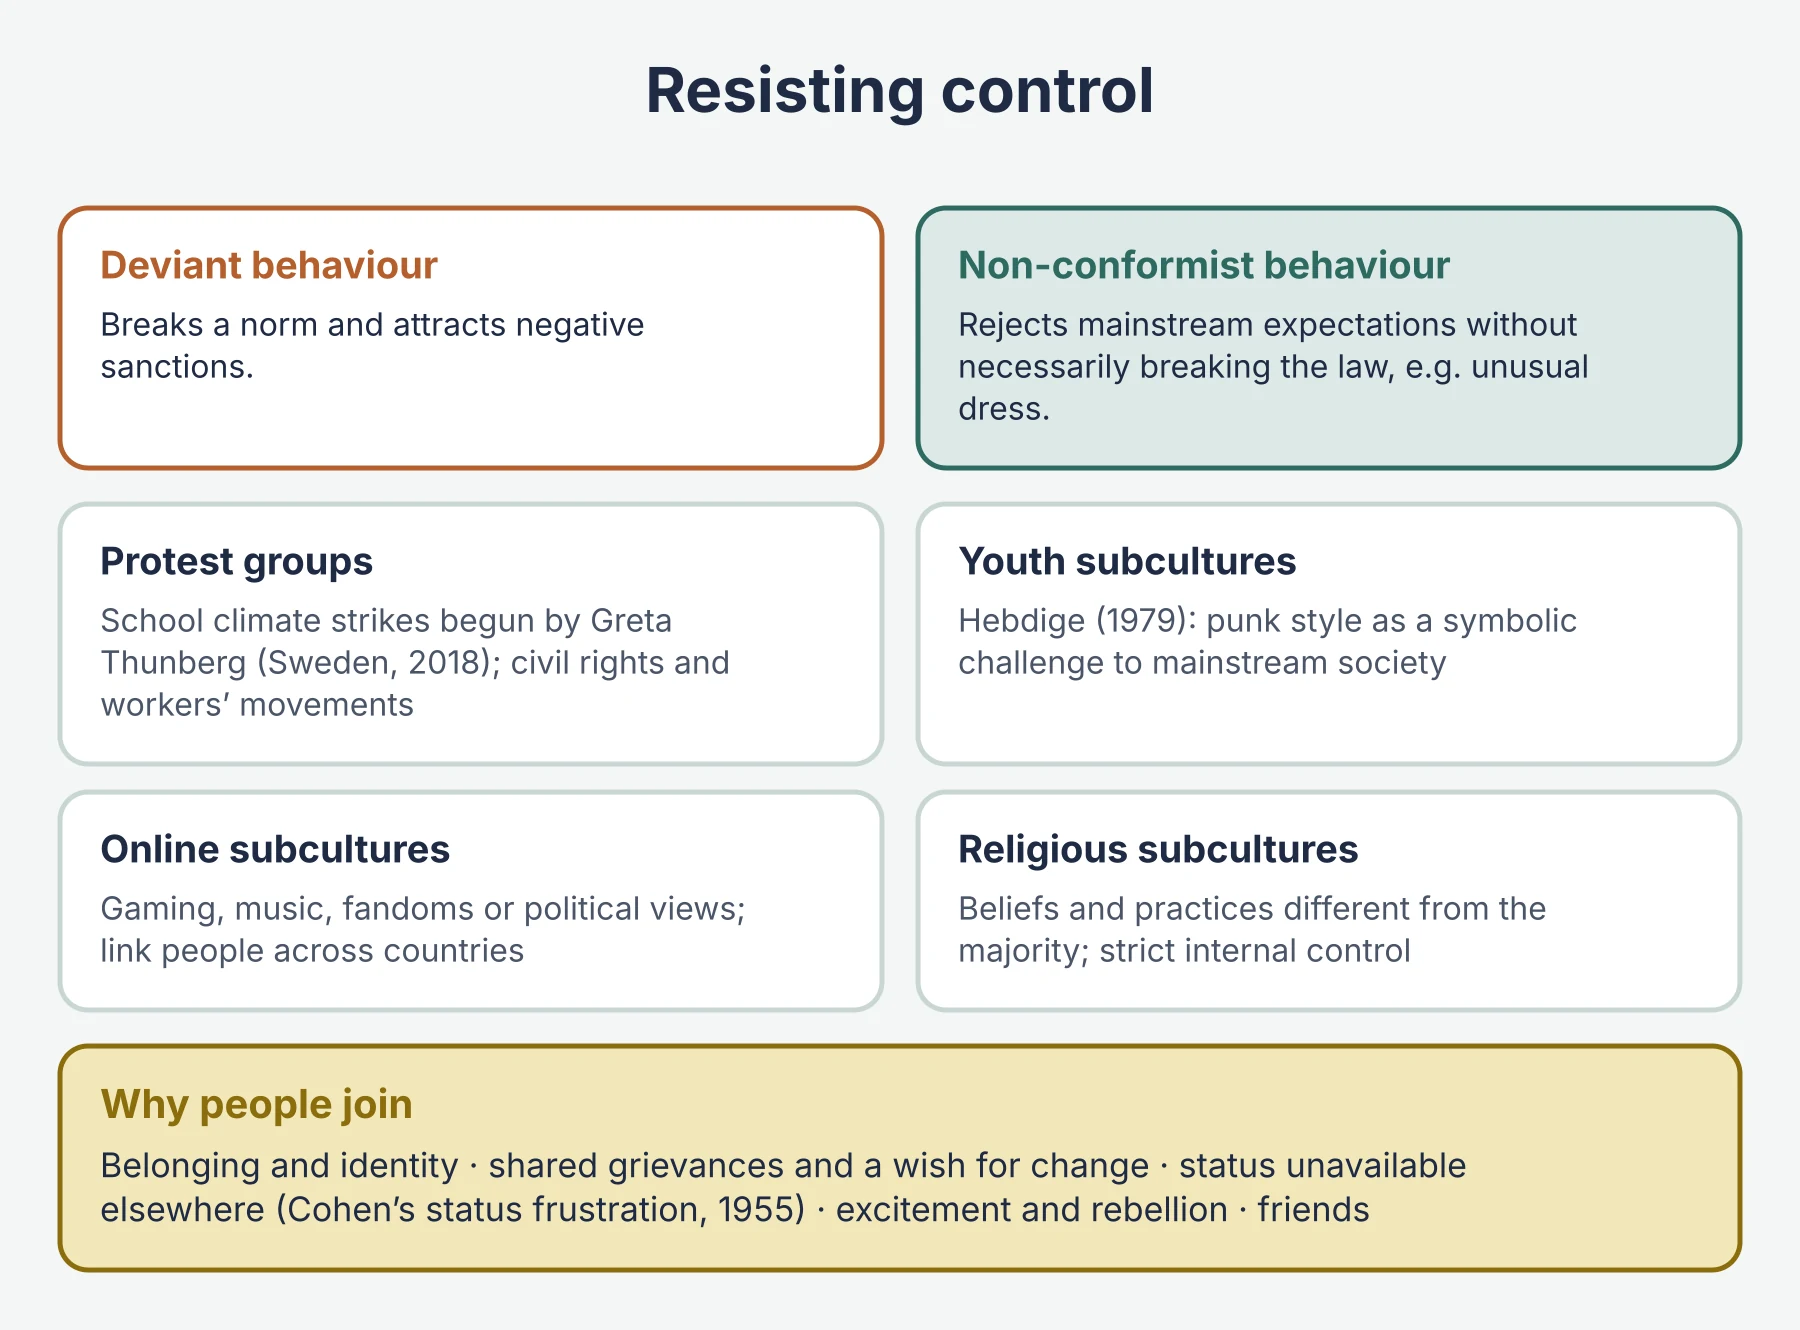 Resisting control
Deviant behaviour
Breaks a norm and attracts negative
sanctions.
Non-conformist behaviour
Rejects mainstream expectations without
necessarily breaking the law, e.g. unusual
dress.
Protest groups
School climate strikes begun by Greta
Thunberg (Sweden, 2018); civil rights and
workers’ movements
Youth subcultures
Hebdige (1979): punk style as a symbolic
challenge to mainstream society
Online subcultures
Gaming, music, fandoms or political views;
link people across countries
Religious subcultures
Beliefs and practices different from the
majority; strict internal control
Why people join
Belonging and identity · shared grievances and a wish for change · status unavailable
elsewhere (Cohen’s status frustration, 1955) · excitement and rebellion · friends